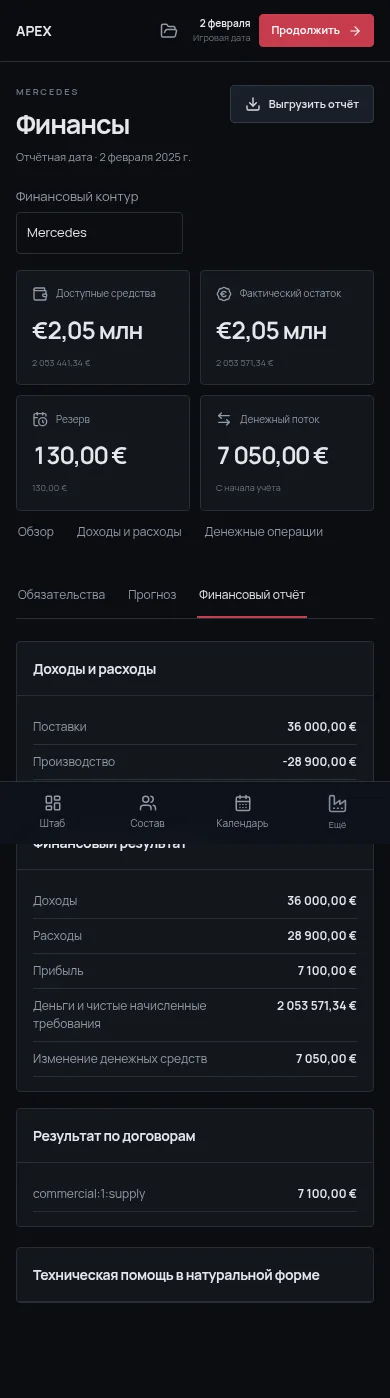 APEX
2 февраля
Игровая дата
Продолжить
MERCEDES
Финансы
Отчётная дата · 2 февраля 2025 г.
Выгрузить отчёт
Финансовый контур
Mercedes
Доступные средства
€2,05 млн
2 053 441,34 €
Фактический остаток
€2,05 млн
2 053 571,34 €
Резерв
130,00 €
130,00 €
Денежный поток
7 050,00 €
С начала учёта
Обзор
Доходы и расходы
Денежные операции
Обязательства
Прогноз
Финансовый отчёт
Доходы и расходы
Поставки 36 000,00 €
Производство -28 900,00 €
Штаб
Состав
Календарь
Ещё
Финансовый результат
Доходы 36 000,00 €
Расходы 28 900,00 €
Прибыль 7 100,00 €
Деньги и чистые начисленные 2 053 571,34 €
требования
Изменение денежных средств 7 050,00 €
Результат по договорам
commercial:1:supply 7 100,00 €
Техническая помощь в натуральной форме